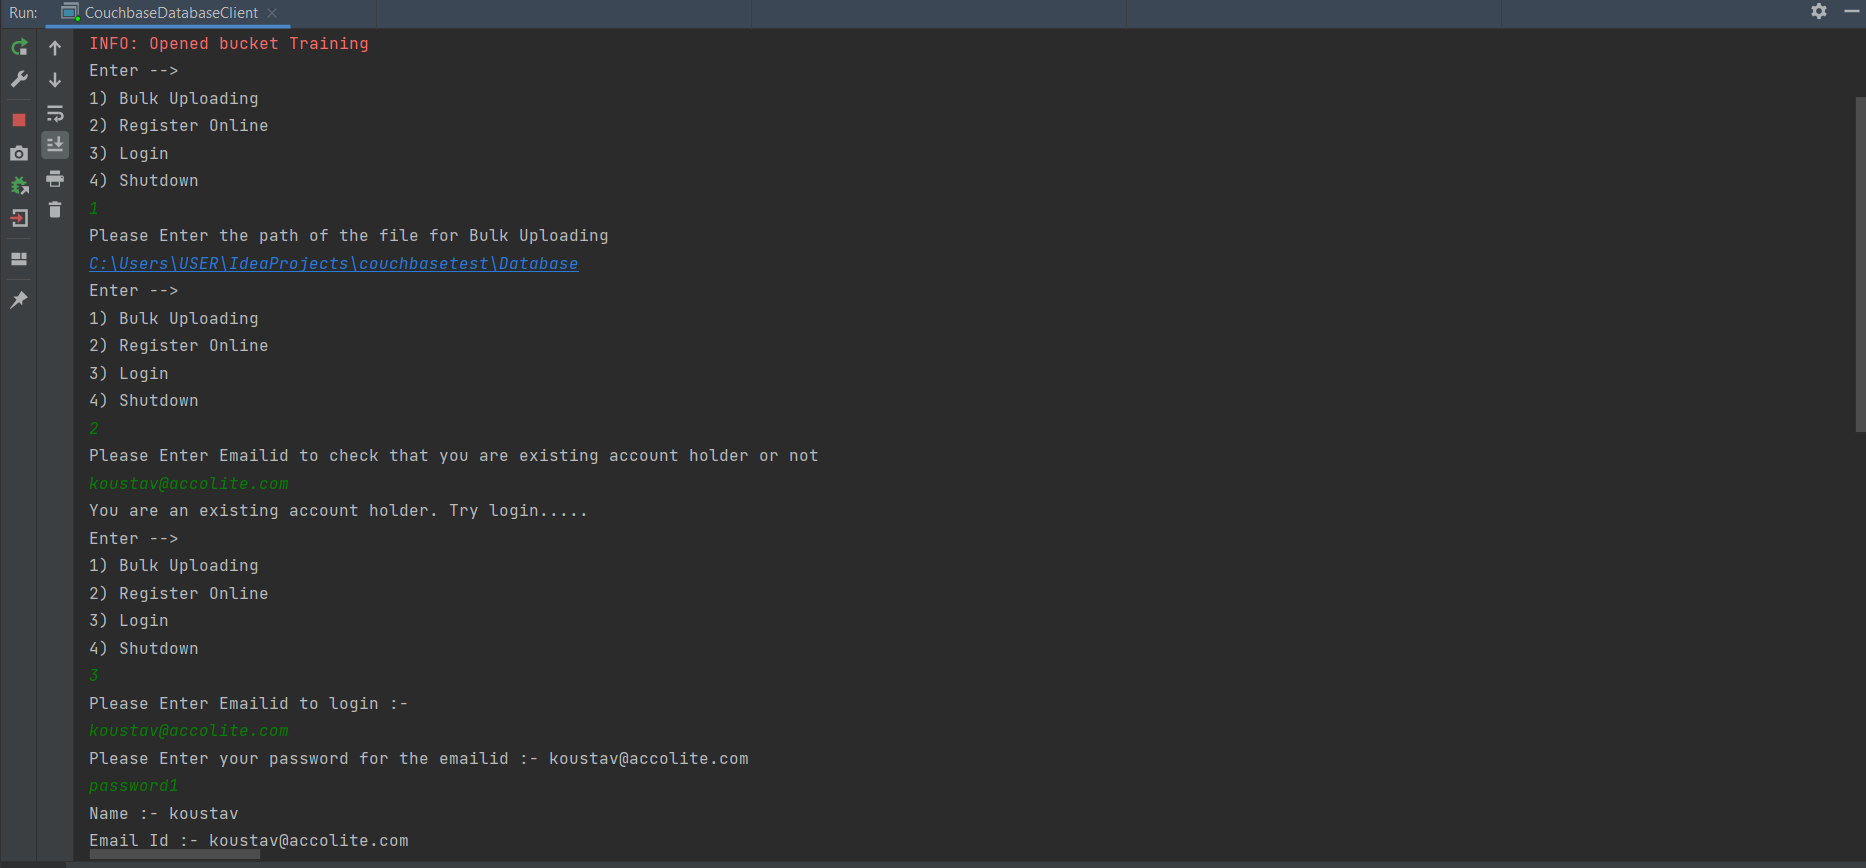 Run: CouchbaseDatabaseClient
INFO: Opened bucket Training
Enter -->
1) Bulk Uploading
2) Register Online
3) Login
4) Shutdown
1
Please Enter the path of the file for Bulk Uploading
C:\Users\USER\IdeaProjects\couchbasetest\Database
Enter -->
1) Bulk Uploading
2) Register Online
3) Login
4) Shutdown
2
Please Enter Emailid to check that you are existing account holder or not
koustav@accolite.com
You are an existing account holder. Try login.....
Enter -->
1) Bulk Uploading
2) Register Online
3) Login
4) Shutdown
3
Please Enter Emailid to login :-
koustav@accolite.com
Please Enter your password for the emailid :- koustav@accolite.com
password1
Name :- koustav
Email Id :- koustav@accolite.com